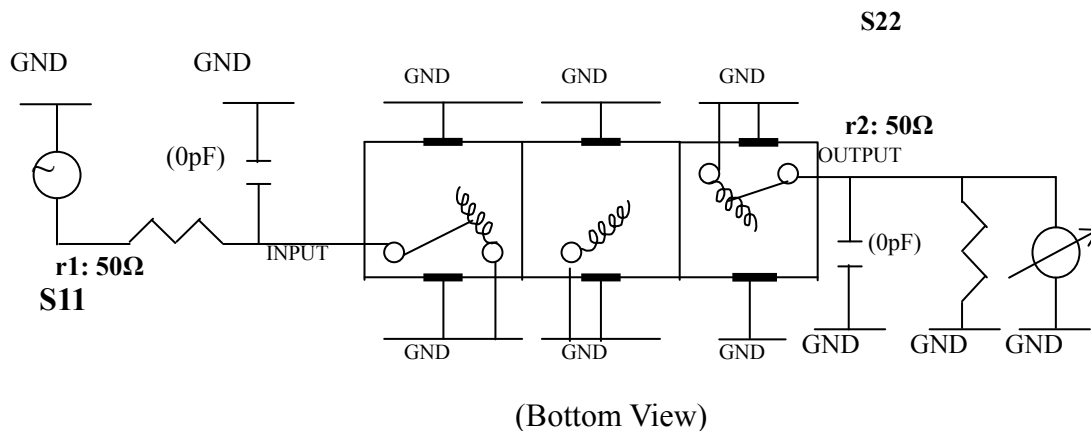 S22
GND
GND
GND
GND
GND
r2: 50Ω
(0pF)
OUTPUT
INPUT
(0pF)
r1: 50Ω
S11
GND
GND
GND
GND
GND
GND
(Bottom View)